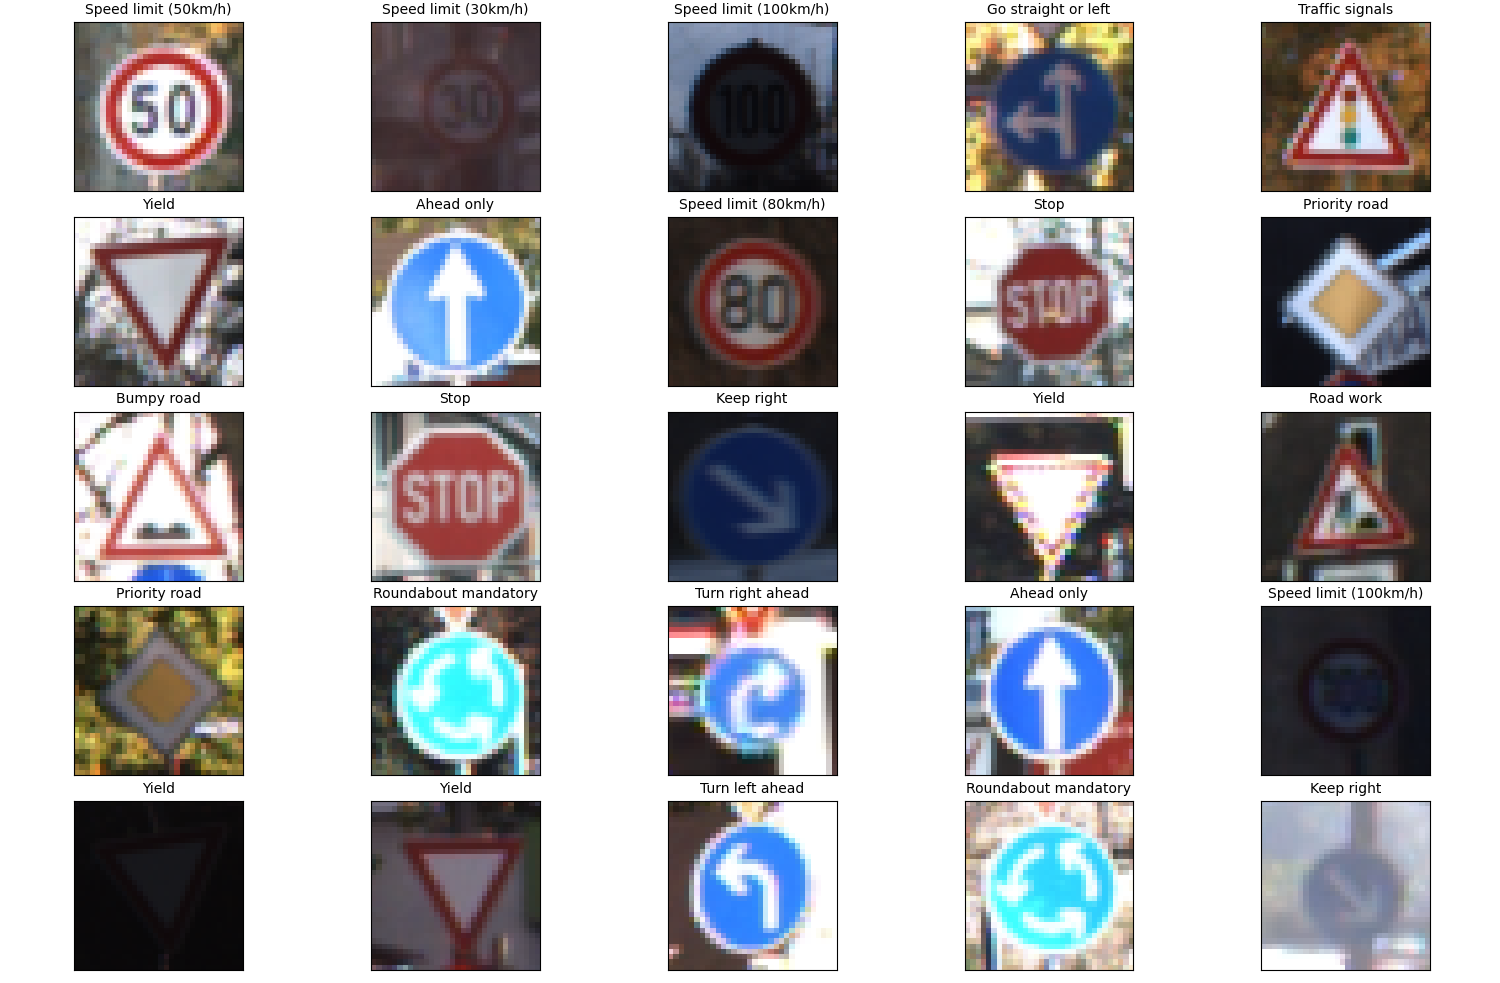 Speed limit (50km/h) Speed limit (30km/h) Speed limit (100km/h) Go straight or left Traffic signals
50 30 100
Yield Ahead only Speed limit (80km/h) Stop Priority road
80 STOP
Bumpy road Stop Keep right Yield Road work
STOP
Priority road Roundabout mandatory Turn right ahead Ahead only Speed limit (100km/h)
Yield Yield Turn left ahead Roundabout mandatory Keep right